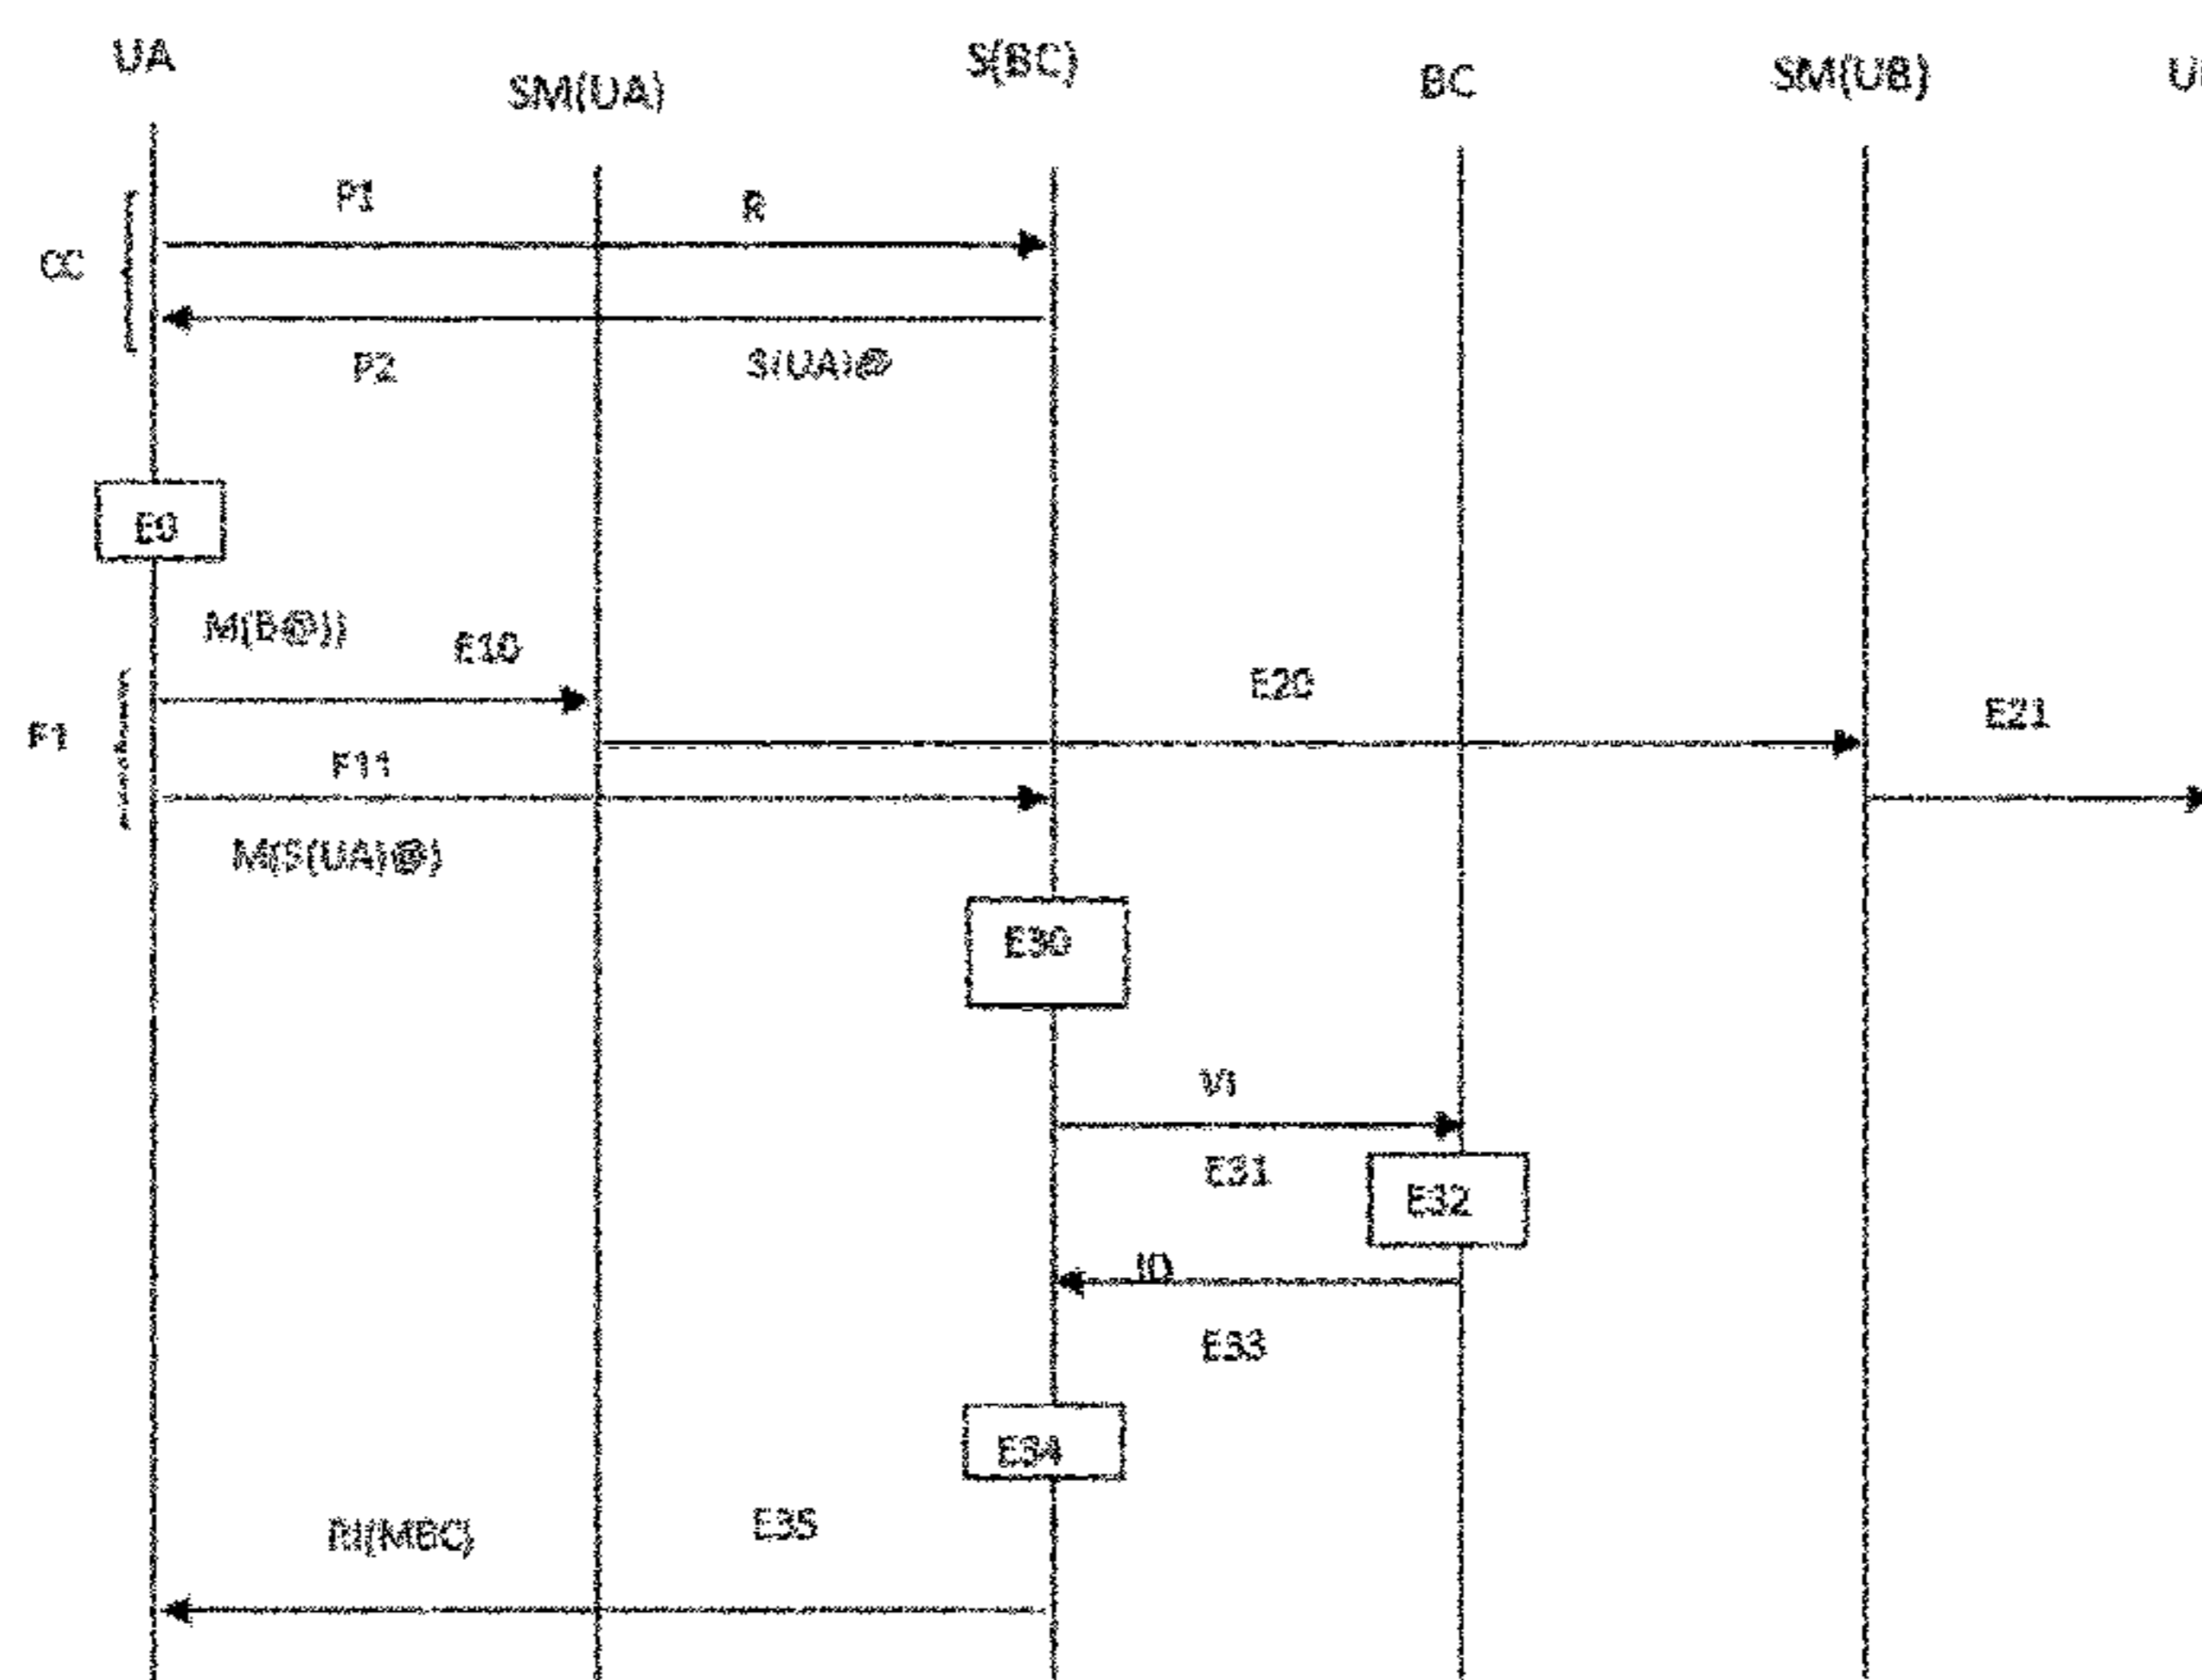 UA
SM(UA)
S(BC)
BC
SM(UB)
P1
R
CC
P2
S(UA)@
E0
M(B@))
E10
E20
E21
F1
F11
M(S(UA)@)
E30
VI
E31
E32
ID
E33
E34
RI(MBC)
E35